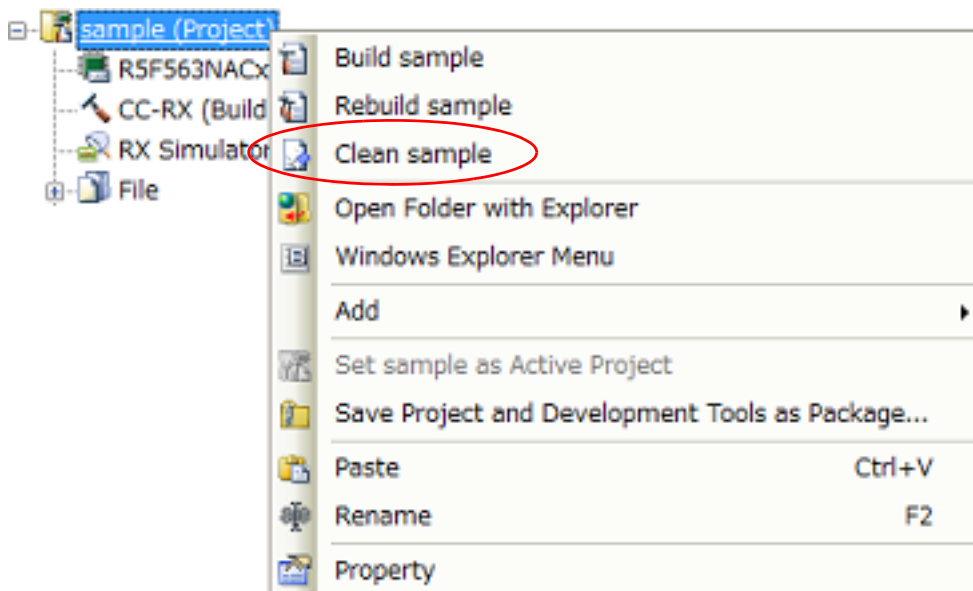 sample (Project)
R5F563NACx
CC-RX (Build
RX Simulator
File
Build sample
Rebuild sample
Clean sample
Open Folder with Explorer
Windows Explorer Menu
Add
Set sample as Active Project
Save Project and Development Tools as Package...
Paste Ctrl+V
Rename F2
Property